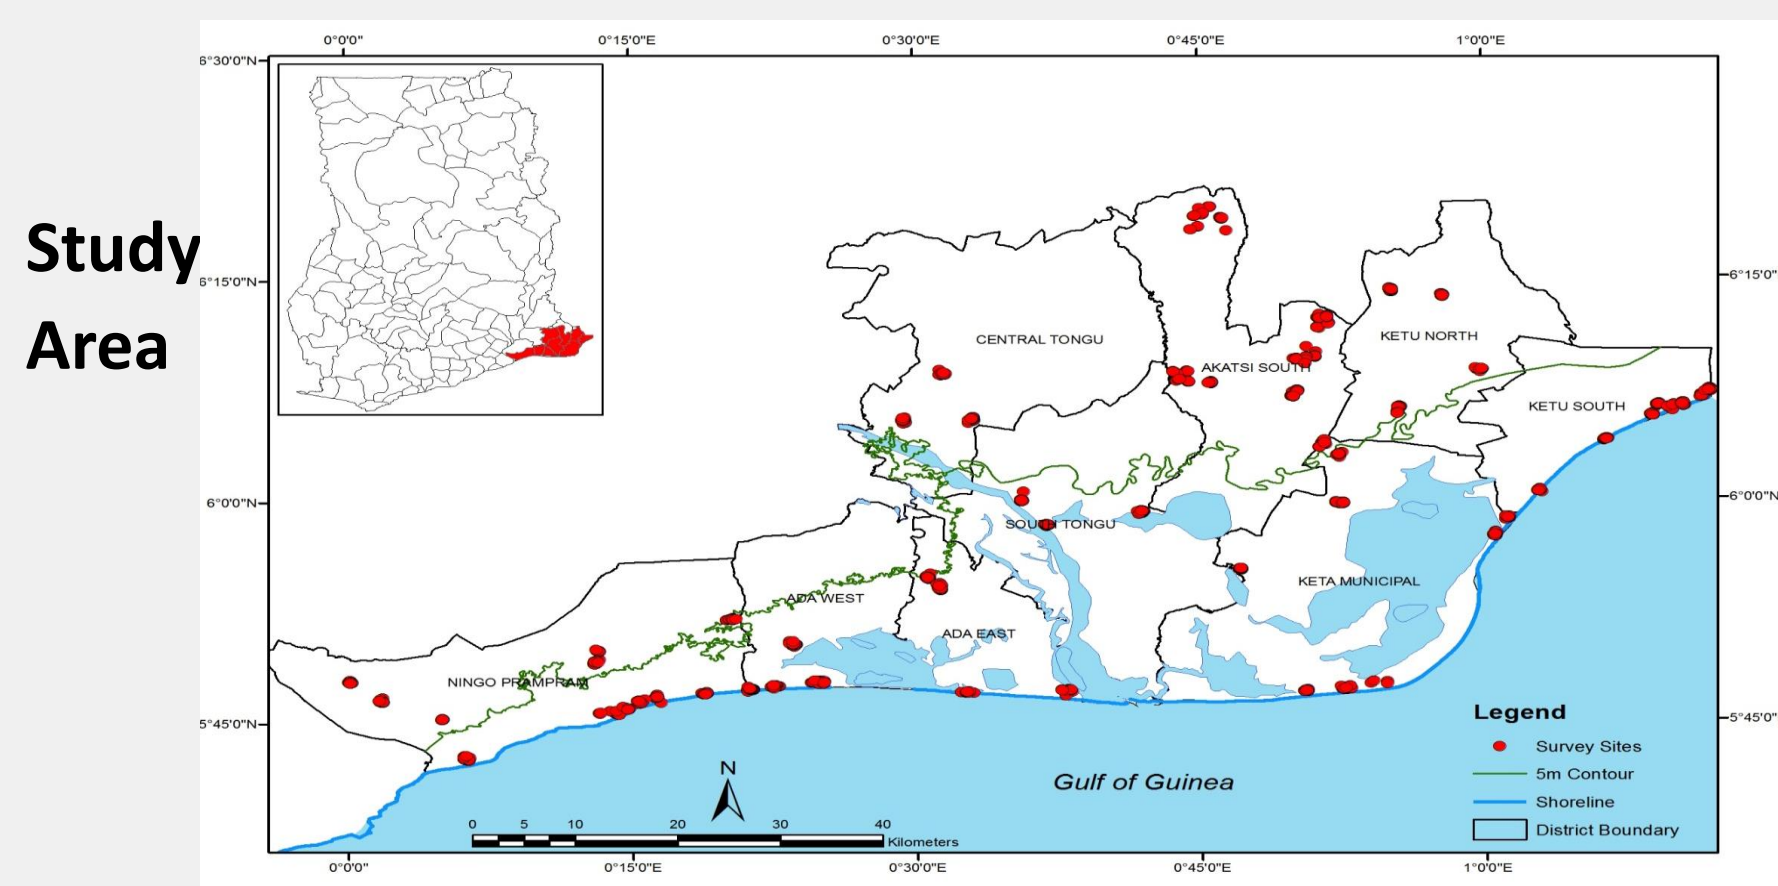 Study
Area
0°0'0" 0°15'0"E 0°30'0"E 0°45'0"E 1°0'0"E
6°30'0"N
6°15'0"N 6°15'0"
6°0'0"N 6°0'0"N
5°45'0"N 5°45'0"
CENTRAL TONGU
KETU NORTH
AKATSI SOUTH
KETU SOUTH
SOUTH TONGU
KETA MUNICIPAL
ADA WEST
ADA EAST
NINGO PRAMPRAM
Gulf of Guinea
N
0 5 10 20 30 40
Kilometers
Legend
Survey Sites
5m Contour
Shoreline
District Boundary
0°0'0" 0°15'0"E 0°30'0"E 0°45'0"E 1°0'0"E